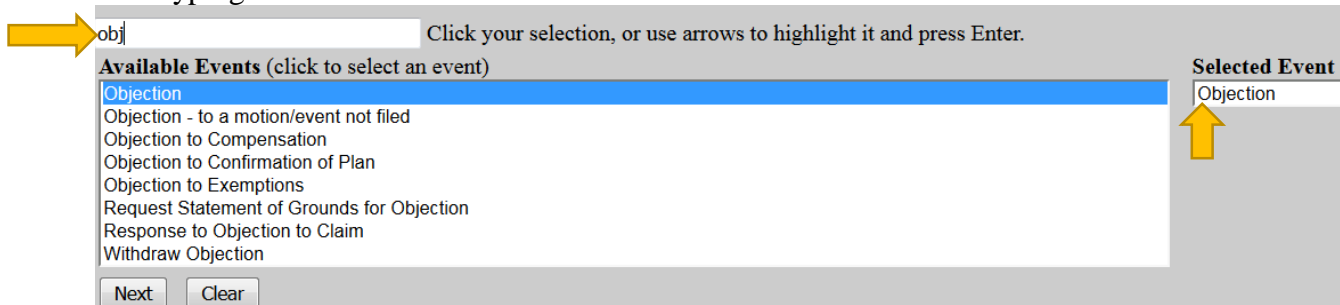 obj Click your selection, or use arrows to highlight it and press Enter.
Available Events (click to select an event) Selected Event
Objection Objection
Objection - to a motion/event not filed
Objection to Compensation
Objection to Confirmation of Plan
Objection to Exemptions
Request Statement of Grounds for Objection
Response to Objection to Claim
Withdraw Objection
Next Clear